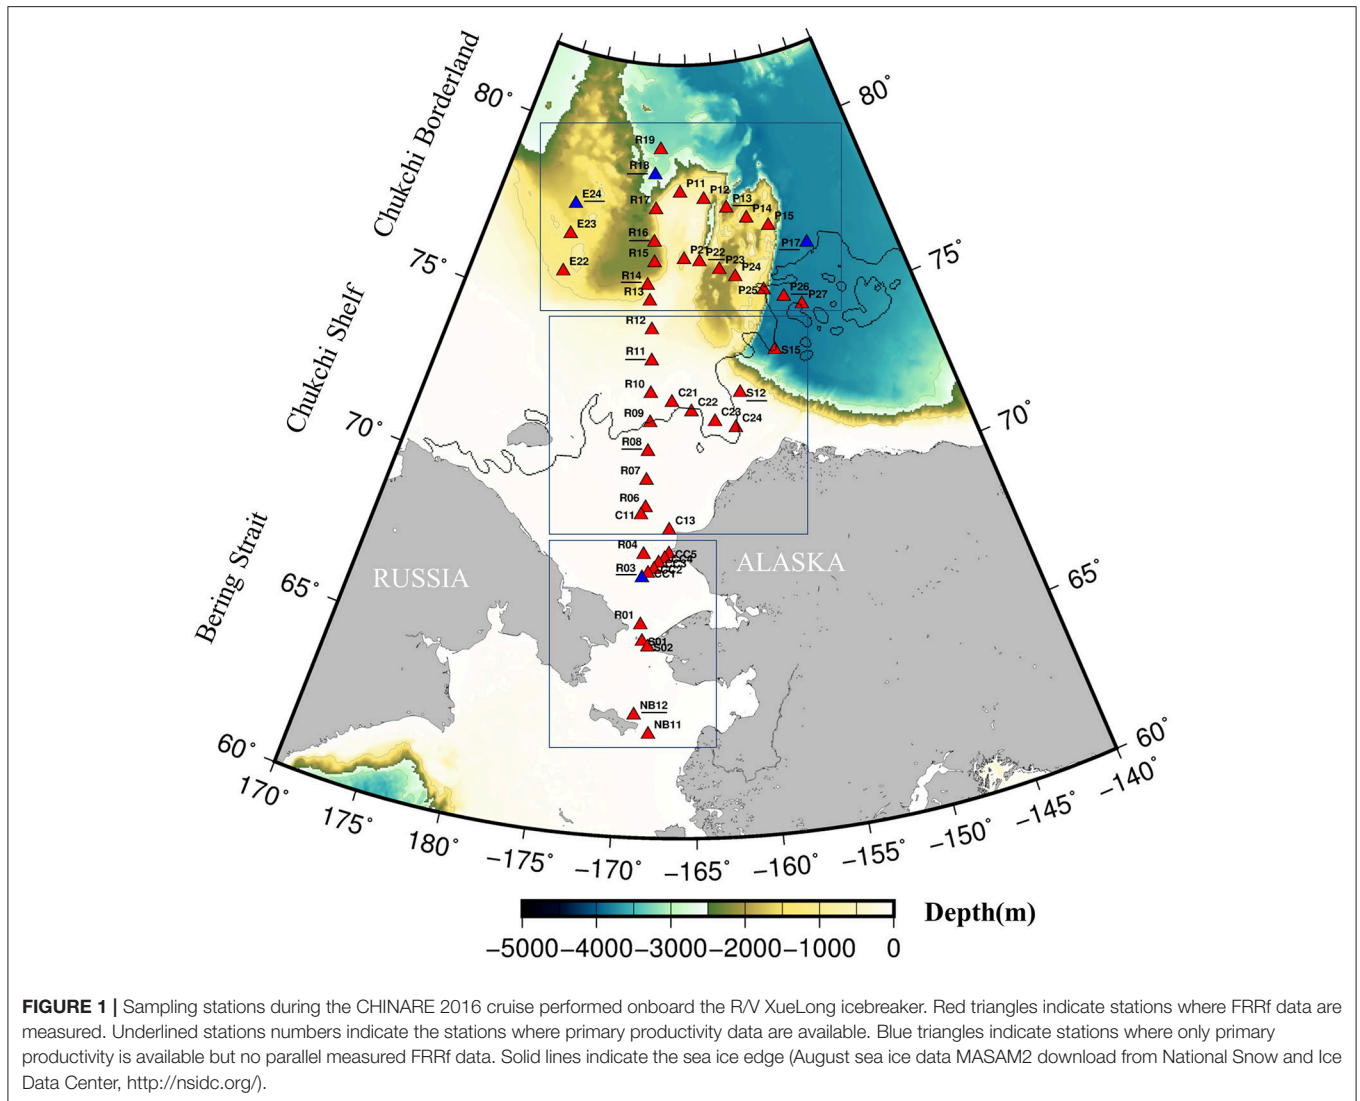 Chukchi Borderland
Chukchi Shelf
Bering Strait
80°
80°
75°
75°
70°
70°
65°
65°
60°
60°
170°
175°
180°
−175°
−170°
−165°
−160°
−155°
−150°
−145°
−140°
R19
R18
E24
P11
P12
P13
R17
P14
P15
E23
R16
P17
R15
P21
P22
P23
E22
P24
R14
P25
P26
R13
P27
R12
R11
S15
R10
C21
S12
C22
R09
C23
C24
R08
R07
R06
C11
C13
R04
CC5
CC4
CC3
R03
CC2
CC1
RUSSIA
ALASKA
R01
S01
S02
NB12
NB11
Depth(m)
−5000 −4000 −3000 −2000 −1000 0
FIGURE 1 | Sampling stations during the CHINARE 2016 cruise performed onboard the R/V XueLong icebreaker. Red triangles indicate stations where FRRf data are
measured. Underlined stations numbers indicate the stations where primary productivity data are available. Blue triangles indicate stations where only primary
productivity is available but no parallel measured FRRf data. Solid lines indicate the sea ice edge (August sea ice data MASAM2 download from National Snow and Ice
Data Center, http://nsidc.org/).